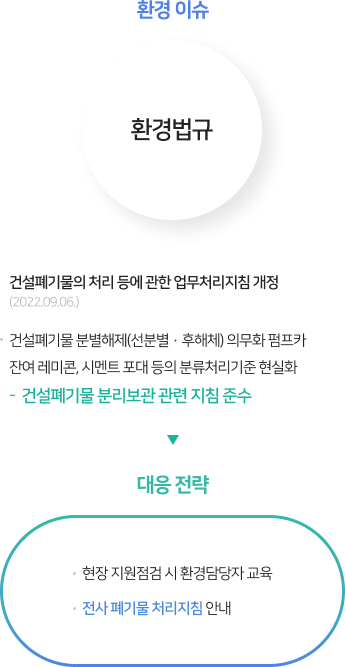 환경 이슈
환경법규
건설폐기물의 처리 등에 관한 업무처리지침 개정
(2022.09.06.)
· 건설폐기물 분별해체(선분별 · 후해체) 의무화 펌프카
잔여 레미콘, 시멘트 포대 등의 분류처리기준 현실화
- 건설폐기물 분리보관 관련 지침 준수
▼
대응 전략
· 현장 지원점검 시 환경담당자 교육
· 전사 폐기물 처리지침 안내